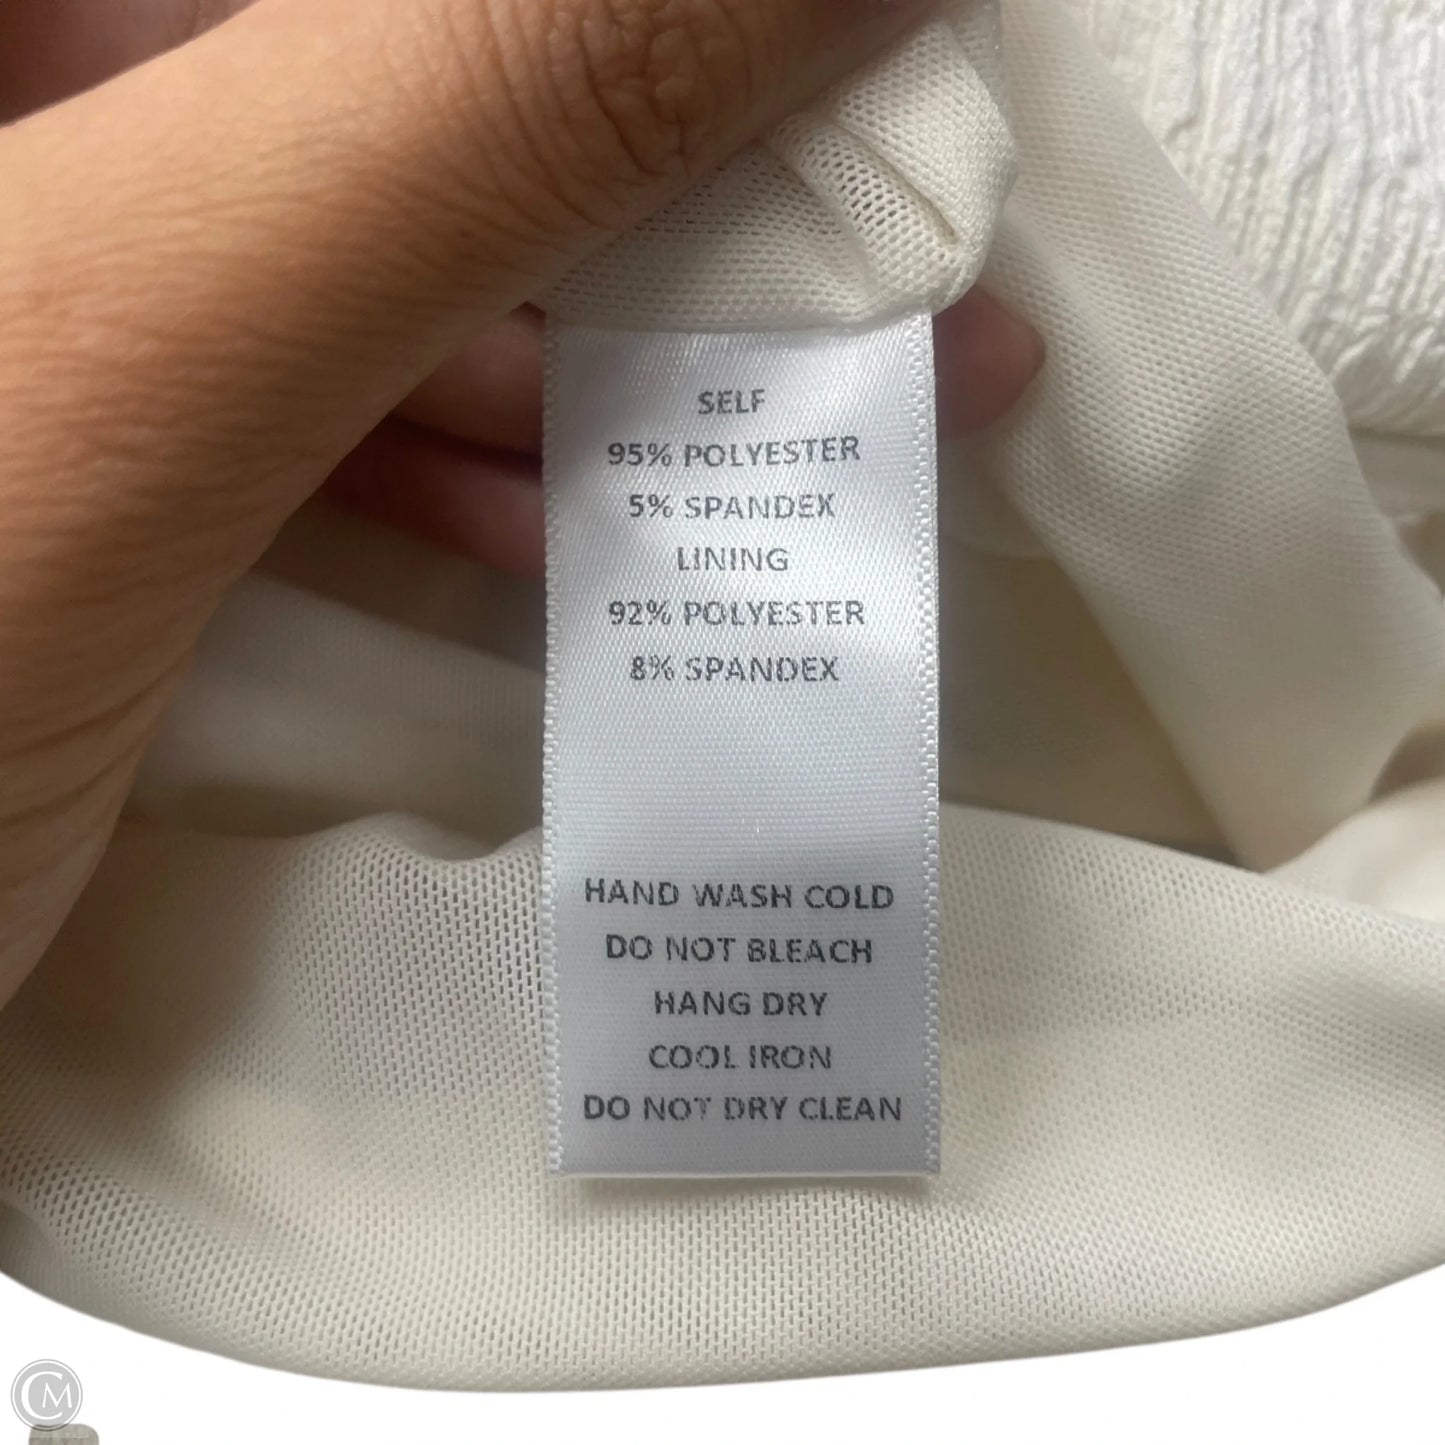 SELF
95% POLYESTER
5% SPANDEX
LINING
92% POLYESTER
8% SPANDEX
HAND WASH COLD
DO NOT BLEACH
HANG DRY
COOL IRON
DO NOT DRY CLEAN
CM